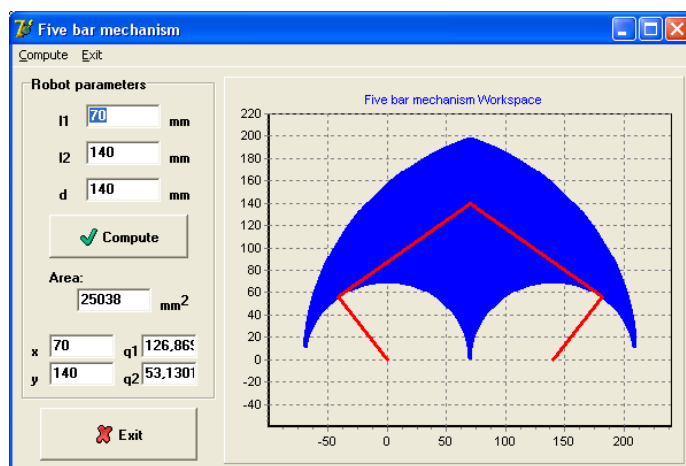 Five bar mechanism
Compute Exit
Robot parameters
l1 70 mm
l2 140 mm
d 140 mm
Compute
Area:
25038 mm2
x 70 q1 126,869
y 140 q2 53,1301
Exit
Five bar mechanism Workspace
220
200
180
160
140
120
100
80
60
40
20
0
-20
-40
-50 0 50 100 150 200